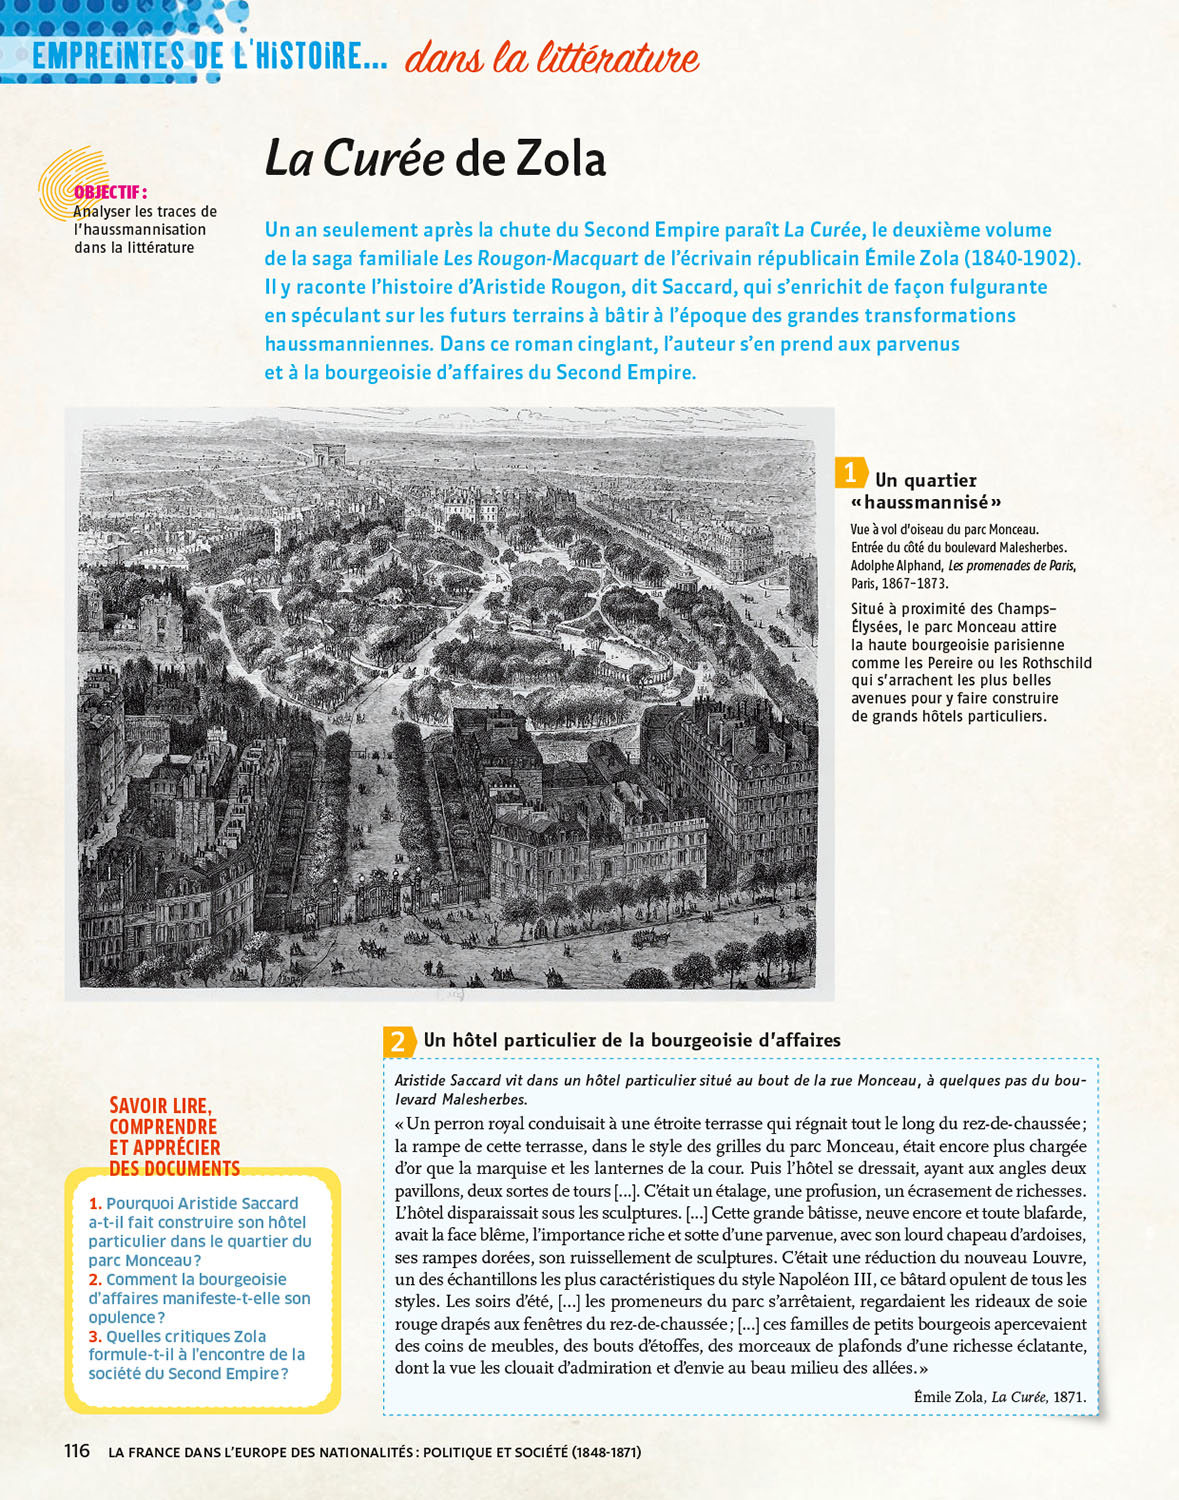 EMPREINTES DE L'HISTOIRE... dans la littérature
La Curée de Zola
OBJECTIF :
Analyser les traces de
l'haussmannisation
dans la littérature
Un an seulement après la chute du Second Empire paraît La Curée, le deuxième volume
de la saga familiale Les Rougon-Macquart de l'écrivain républicain Émile Zola (1840-1902).
Il y raconte l'histoire d'Aristide Rougon, dit Saccard, qui s'enrichit de façon fulgurante
en spéculant sur les futurs terrains à bâtir à l'époque des grandes transformations
haussmanniennes. Dans ce roman cinglant, l'auteur s'en prend aux parvenus
et à la bourgeoisie d'affaires du Second Empire.
1 Un quartier
«haussmannisé»
Vue à vol d'oiseau du parc Monceau.
Entrée du côté du boulevard Malesherbes.
Adolphe Alphand, Les promenades de Paris,
Paris, 1867-1873.
Situé à proximité des Champs-
Élysées, le parc Monceau attire
la haute bourgeoisie parisienne
comme les Pereire ou les Rothschild
qui s'arrachent les plus belles
avenues pour y faire construire
de grands hôtels particuliers.
2 Un hôtel particulier de la bourgeoisie d'affaires
Aristide Saccard vit dans un hôtel particulier situé au bout de la rue Monceau, à quelques pas du bou-
levard Malesherbes.
«Un perron royal conduisait à une étroite terrasse qui régnait tout le long du rez-de-chaussée;
la rampe de cette terrasse, dans le style des grilles du parc Monceau, était encore plus chargée
d'or que la marquise et les lanternes de la cour. Puis l'hôtel se dressait, ayant aux angles deux
pavillons, deux sortes de tours [...]. C'était un étalage, une profusion, un écrasement de richesses.
L'hôtel disparaissait sous les sculptures. [...] Cette grande bâtisse, neuve encore et toute blafarde,
avait la face blême, l'importance riche et sotte d'une parvenue, avec son lourd chapeau d'ardoises,
ses rampes dorées, son ruissellement de sculptures. C'était une réduction du nouveau Louvre,
un des échantillons les plus caractéristiques du style Napoléon III, ce bâtard opulent de tous les
styles. Les soirs d'été, [...] les promeneurs du parc s'arrêtaient, regardaient les rideaux de soie
rouge drapés aux fenêtres du rez-de-chaussée; [...] ces familles de petits bourgeois apercevaient
des coins de meubles, des bouts d'étoffes, des morceaux de plafonds d'une richesse éclatante,
dont la vue les clouait d'admiration et d'envie au beau milieu des allées.»
Émile Zola, La Curée, 1871.
SAVOIR LIRE,
COMPRENDRE
ET APPRÉCIER
DES DOCUMENTS
1. Pourquoi Aristide Saccard
a-t-il fait construire son hôtel
particulier dans le quartier du
parc Monceau ?
2. Comment la bourgeoisie
d'affaires manifeste-t-elle son
opulence ?
3. Quelles critiques Zola
formule-t-il à l'encontre de la
société du Second Empire ?
116 LA FRANCE DANS L'EUROPE DES NATIONALITÉS : POLITIQUE ET SOCIÉTÉ (1848-1871)